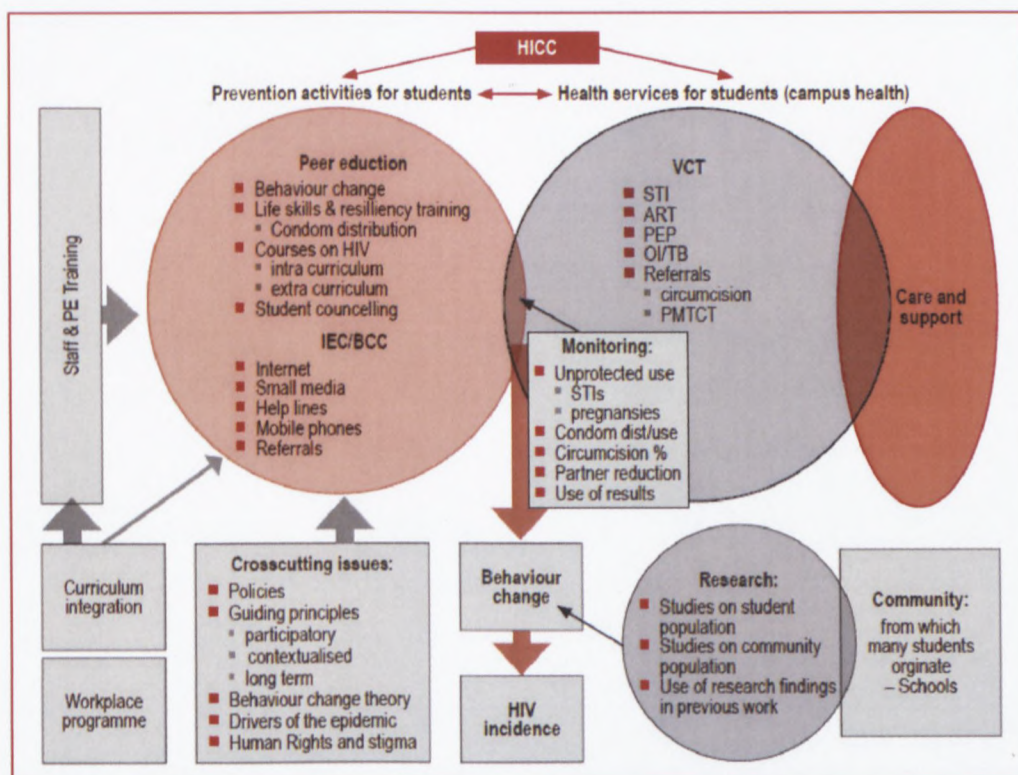 HICC
Prevention activities for students
Health services for students (campus health)
Staff & PE Training
Peer eduction
Behaviour change
Life skills & resiliency training
Condom distribution
Courses on HIV
intra curriculum
extra curriculum
Student councelling
IEC/BCC
Internet
Small media
Help lines
Mobile phones
Referrals
VCT
STI
ART
PEP
OI/TB
Referrals
circumcision
PMTCT
Care and
support
Monitoring:
Unprotected use
STIs
pregnansies
Condom dist/use
Circumcision %
Partner reduction
Use of results
Curriculum
integration
Workplace
programme
Crosscutting issues:
Policies
Guiding principles
participatory
contextualised
long term
Behaviour change theory
Drivers of the epidemic
Human Rights and stigma
Behaviour
change
HIV
incidence
Research:
Studies on student
population
Studies on community
population
Use of research findings
in previous work
Community:
from which
many students
orginate
– Schools